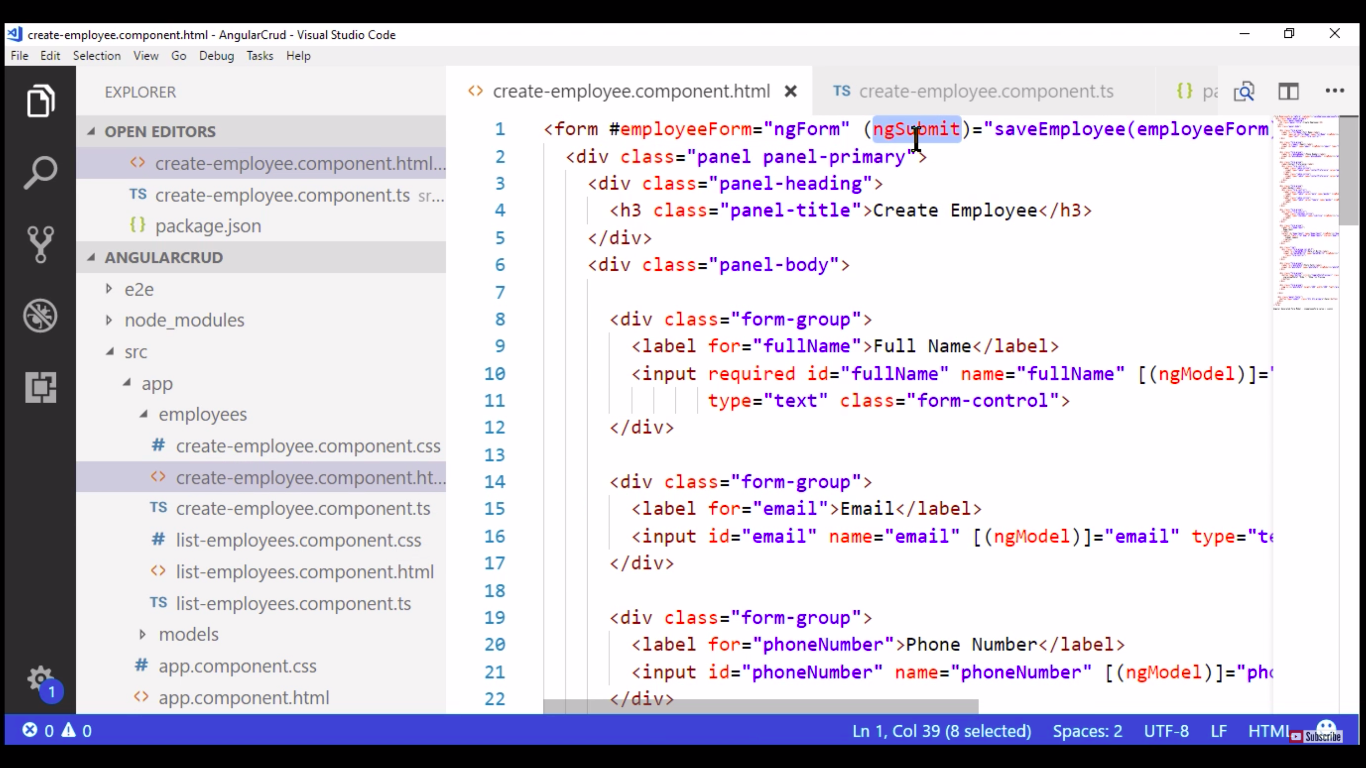 create-employee.component.html - AngularCrud - Visual Studio Code
File Edit Selection View Go Debug Tasks Help
EXPLORER
OPEN EDITORS
create-employee.component.html...
create-employee.component.ts sr...
package.json
ANGULARCRUD
e2e
node_modules
src
app
employees
create-employee.component.css
create-employee.component.ht...
create-employee.component.ts
list-employees.component.css
list-employees.component.html
list-employees.component.ts
models
app.component.css
app.component.html
create-employee.component.html create-employee.component.ts pa
1 <form #employeeForm="ngForm" (ngSubmit)="saveEmployee(employeeForm
2 <div class="panel panel-primary">
3 <div class="panel-heading">
4 <h3 class="panel-title">Create Employee</h3>
5 </div>
6 <div class="panel-body">
7
8 <div class="form-group">
9 <label for="fullName">Full Name</label>
10 <input required id="fullName" name="fullName" [(ngModel)]="
11 type="text" class="form-control">
12 </div>
13
14 <div class="form-group">
15 <label for="email">Email</label>
16 <input id="email" name="email" [(ngModel)]="email" type="te
17 </div>
18
19 <div class="form-group">
20 <label for="phoneNumber">Phone Number</label>
21 <input id="phoneNumber" name="phoneNumber" [(ngModel)]="pho
22 </div>
1
0 0 Ln 1, Col 39 (8 selected) Spaces: 2 UTF-8 LF HTML
Subscribe